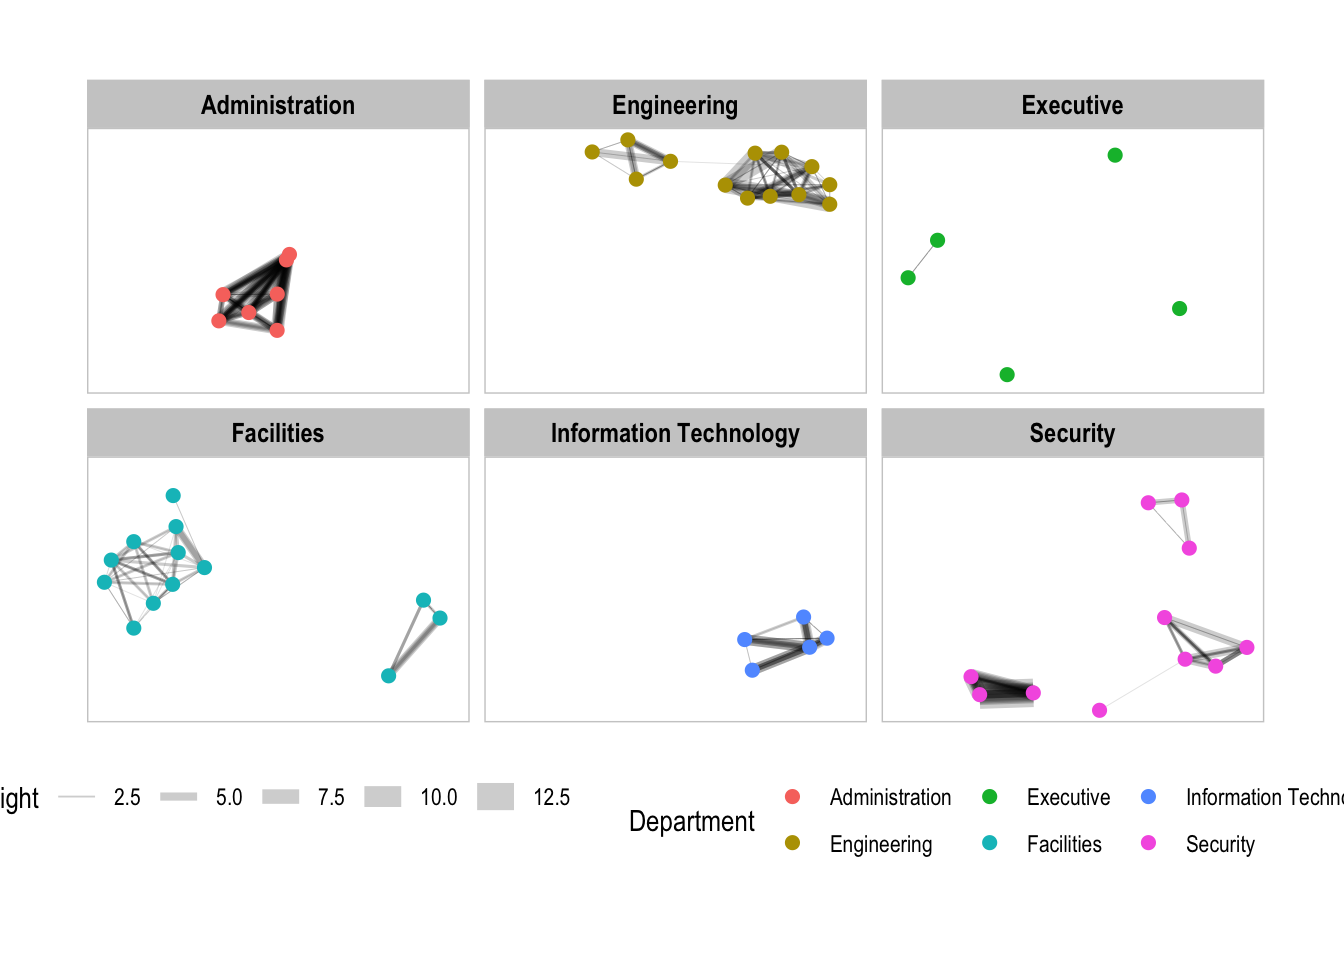 Administration
Engineering
Executive
Facilities
Information Technology
Security
2.5
5.0
7.5
10.0
12.5
Department
Administration
Executive
Information
Engineering
Facilities
Security